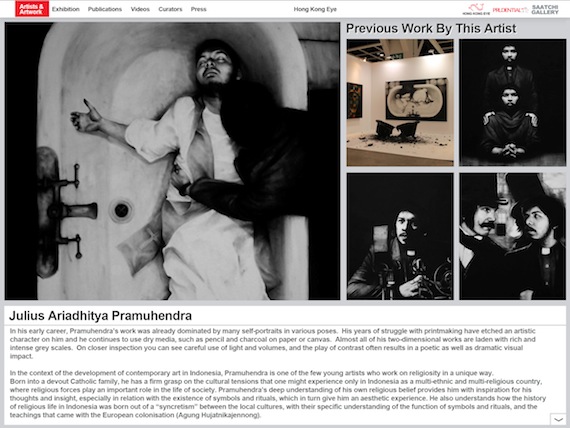 Artists &
Artwork
Exhibition Publications Videos Curators Press
Hong Kong Eye
HONG KONG EYE
PRUDENTIAL
SAATCHI
GALLERY
Previous Work By This Artist
Julius Ariadhitya Pramuhendra
In his early career, Pramuhendra's work was already dominated by many self-portraits in various poses. His years of struggle with printmaking have etched an artistic
character on him and he continues to use dry media, such as pencil and charcoal on paper or canvas. Almost all of his two-dimensional works are laden with rich and
intense grey scales. On closer inspection you can see careful use of light and volumes, and the play of contrast often results in a poetic as well as dramatic visual
impact.
In the context of the development of contemporary art in Indonesia, Pramuhendra is one of the few young artists who work on religiosity in a unique way.
Born into a devout Catholic family, he has a firm grasp on the cultural tensions that one might experience only in Indonesia as a multi-ethnic and multi-religious country,
where religious forces play an important role in the life of society. Pramuhendra's deep understanding of his own religious belief provides him with inspiration for his
thoughts and insight, especially in relation with the existence of symbols and rituals, which in turn give him an aesthetic experience. He also understands how the history
of religious life in Indonesia was born out of a "syncretism" between the local cultures, with their specific understanding of the function of symbols and rituals, and the
teachings that came with the European colonisation (Agung Hujatnikajennong).